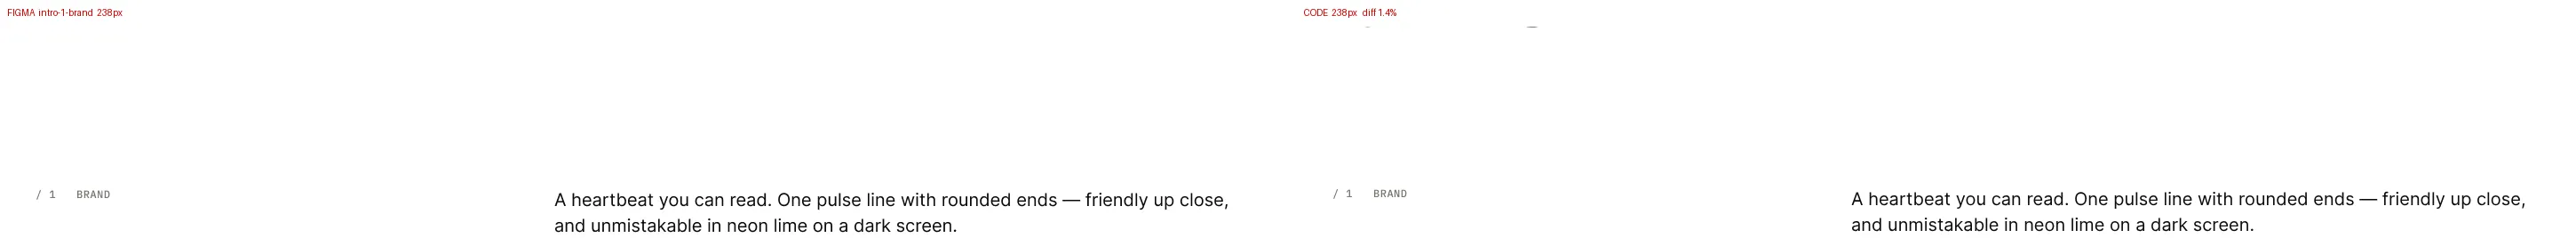 FIGMA intro-1-brand 238px
CODE 238px diff 1.4%
/ 1 BRAND
A heartbeat you can read. One pulse line with rounded ends — friendly up close,
and unmistakable in neon lime on a dark screen.
/ 1 BRAND
A heartbeat you can read. One pulse line with rounded ends — friendly up close,
and unmistakable in neon lime on a dark screen.